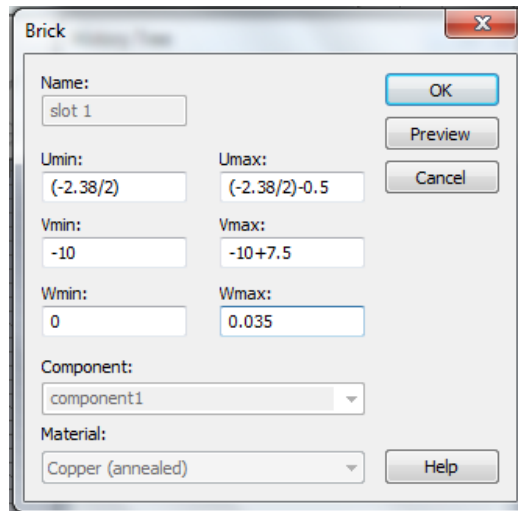 Brick
Name:
slot 1
OK
Preview
Umin:
Umax:
(-2.38/2)
(-2.38/2)-0.5
Cancel
Vmin:
Vmax:
-10
-10+7.5
Wmin:
Wmax:
0
0.035
Component:
component1
Material:
Copper (annealed)
Help